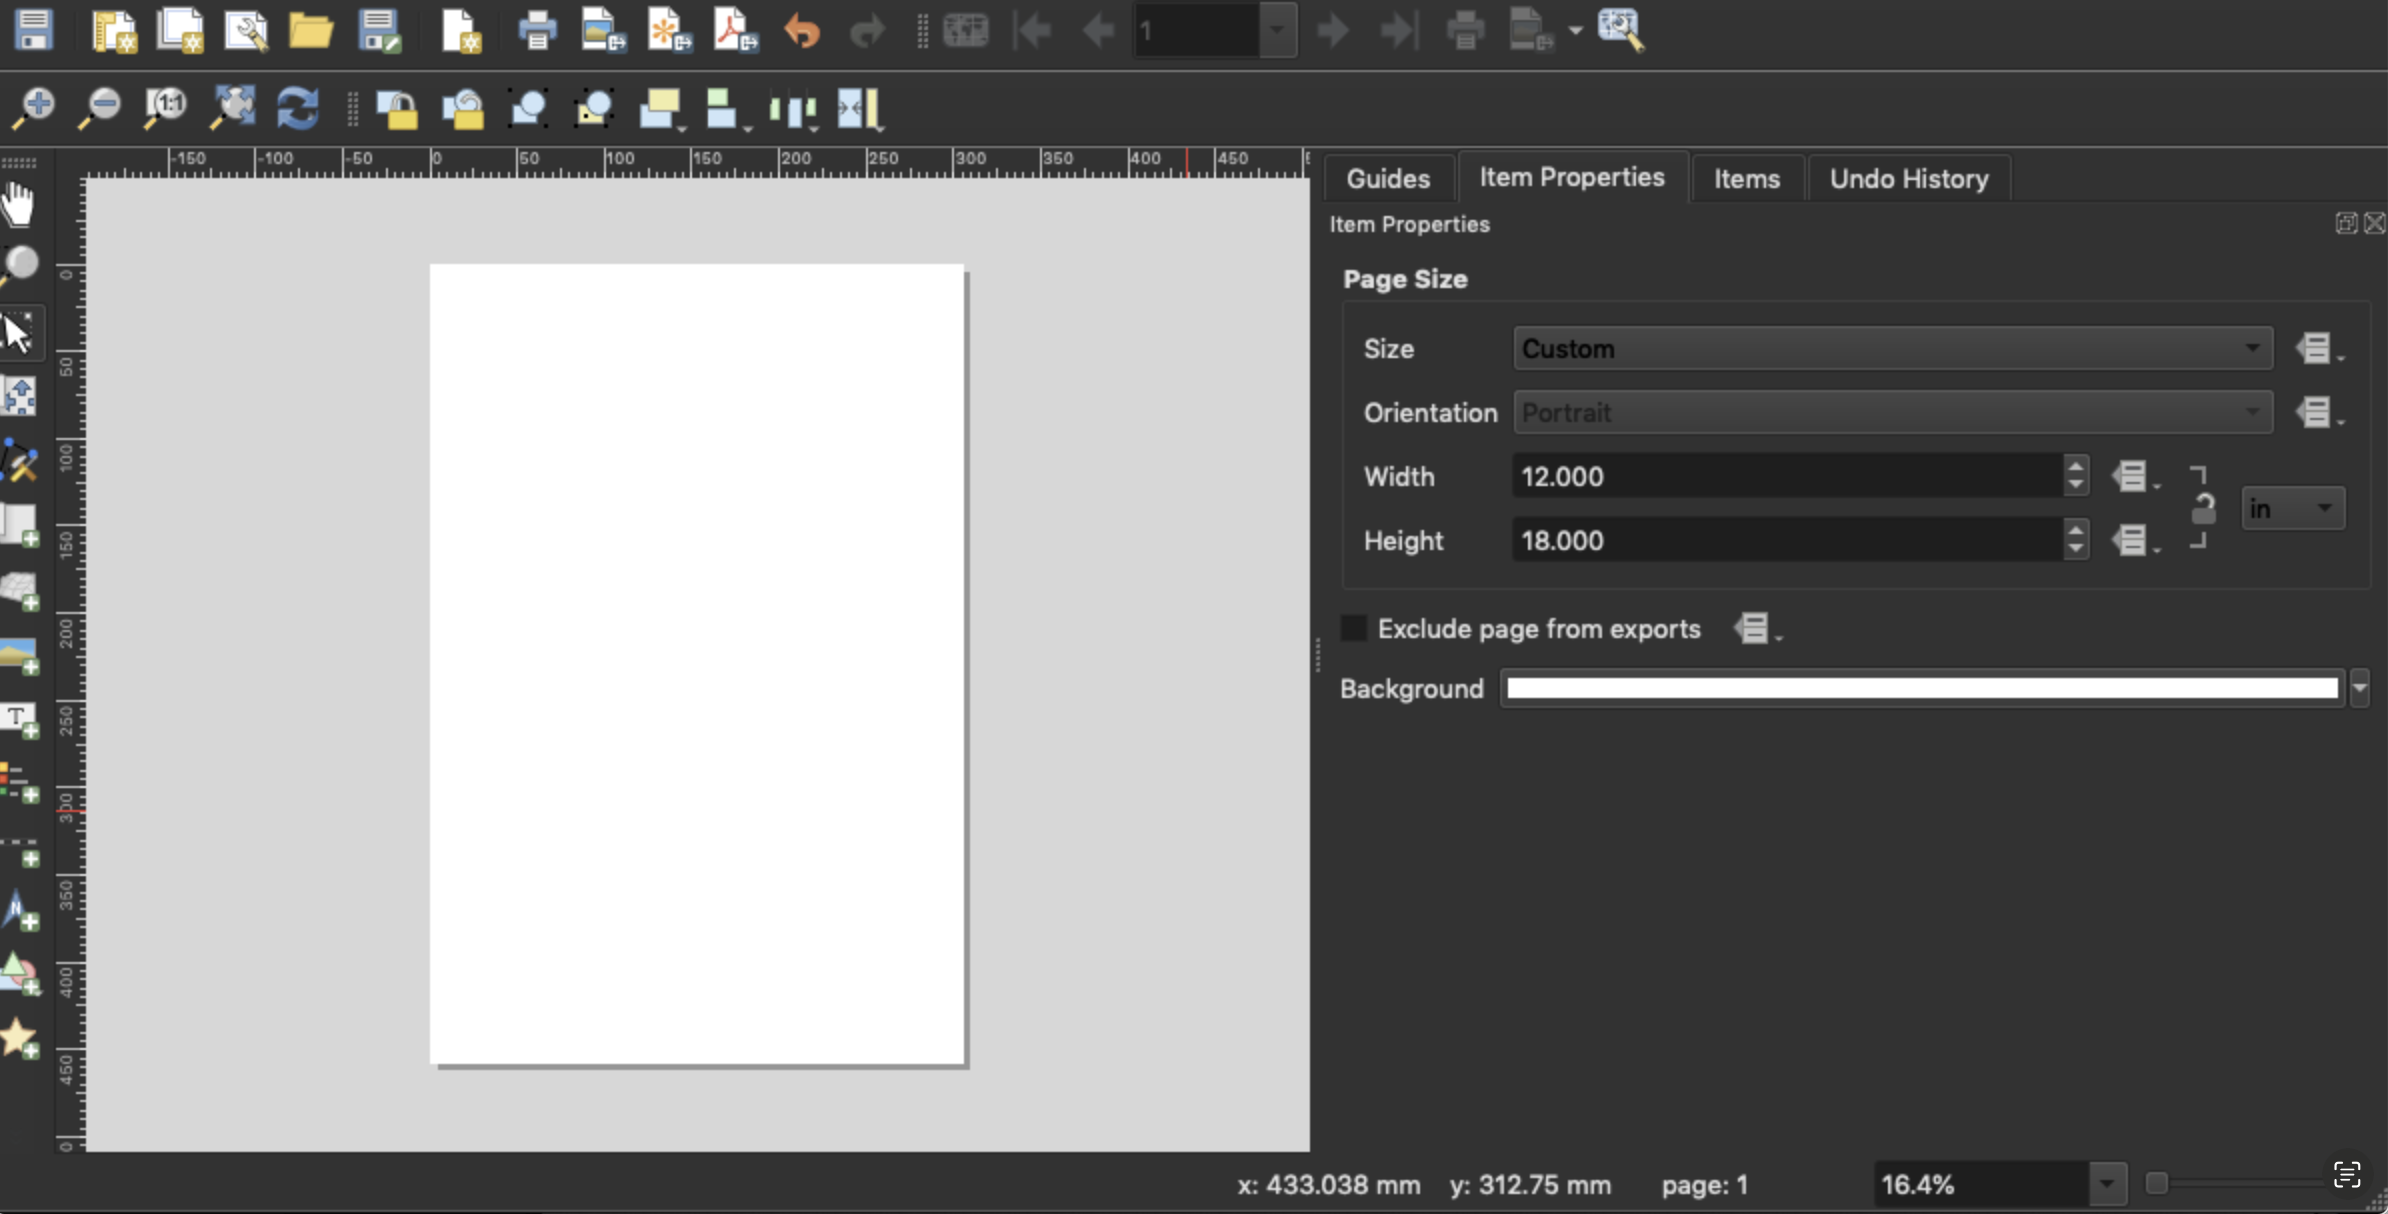 1
1:1
-150 -100 -50 0 50 100 150 200 250 300 350 400 450
Guides Item Properties Items Undo History
Item Properties
Page Size
0
Size Custom
50
Orientation Portrait
100
Width 12.000
in
Height 18.000
150
200
Exclude page from exports
Background
250
T
300
350
N
400
450
0
x: 433.038 mm y: 312.75 mm page: 1 16.4%